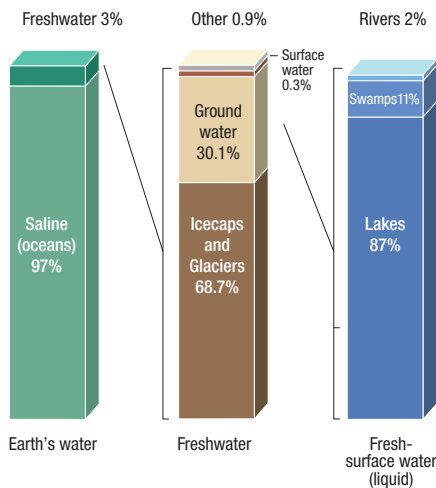 Freshwater 3%
Other 0.9%
Rivers 2%
Surface
water
0.3%
Saline
(oceans)
97%
Ground
water
30.1%
Icecaps
and
Glaciers
68.7%
Swamps11%
Lakes
87%
Earth's water
Freshwater
Fresh-
surface water
(liquid)